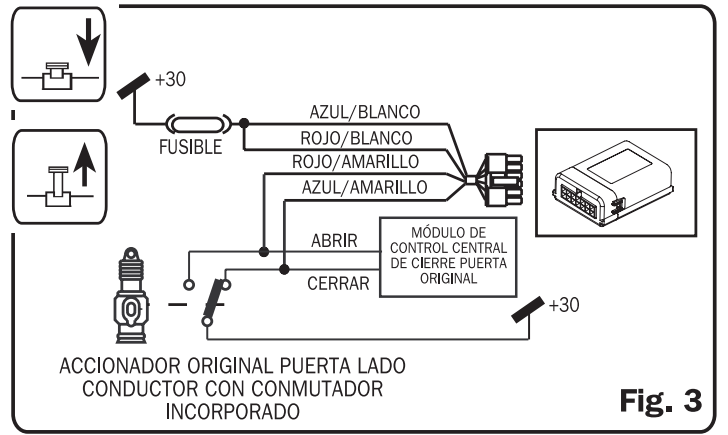 +30
AZUL/BLANCO
ROJO/BLANCO
FUSIBLE
ROJO/AMARILLO
AZUL/AMARILLO
ABRIR
CERRAR
MÓDULO DE
CONTROL CENTRAL
DE CIERRE PUERTA
ORIGINAL
+30
ACCIONADOR ORIGINAL PUERTA LADO
CONDUCTOR CON CONMUTADOR
INCORPORADO
Fig. 3